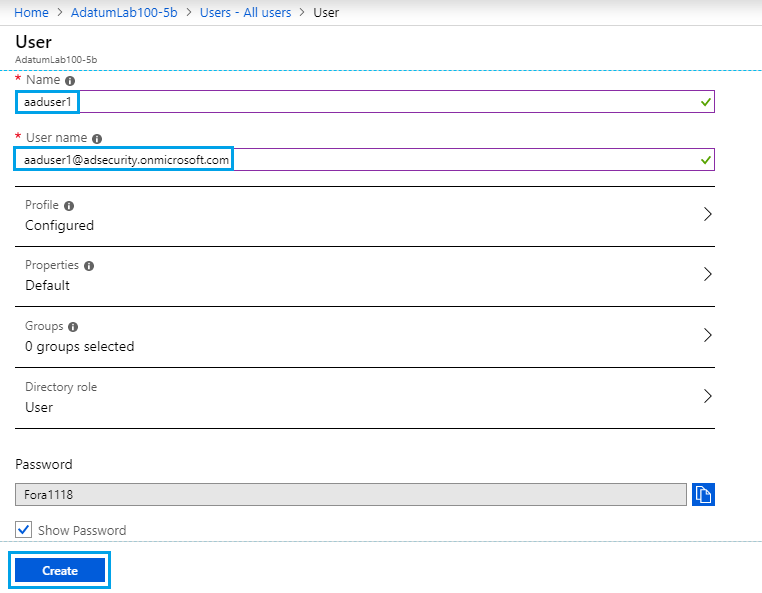 Home > AdatumLab100-5b > Users - All users > User
User
AdatumLab100-5b
* Name
aaduser1
* User name
aaduser1@adsecurity.onmicrosoft.com
Profile
Configured
Properties
Default
Groups
0 groups selected
Directory role
User
Password
Fora1118
Show Password
Create